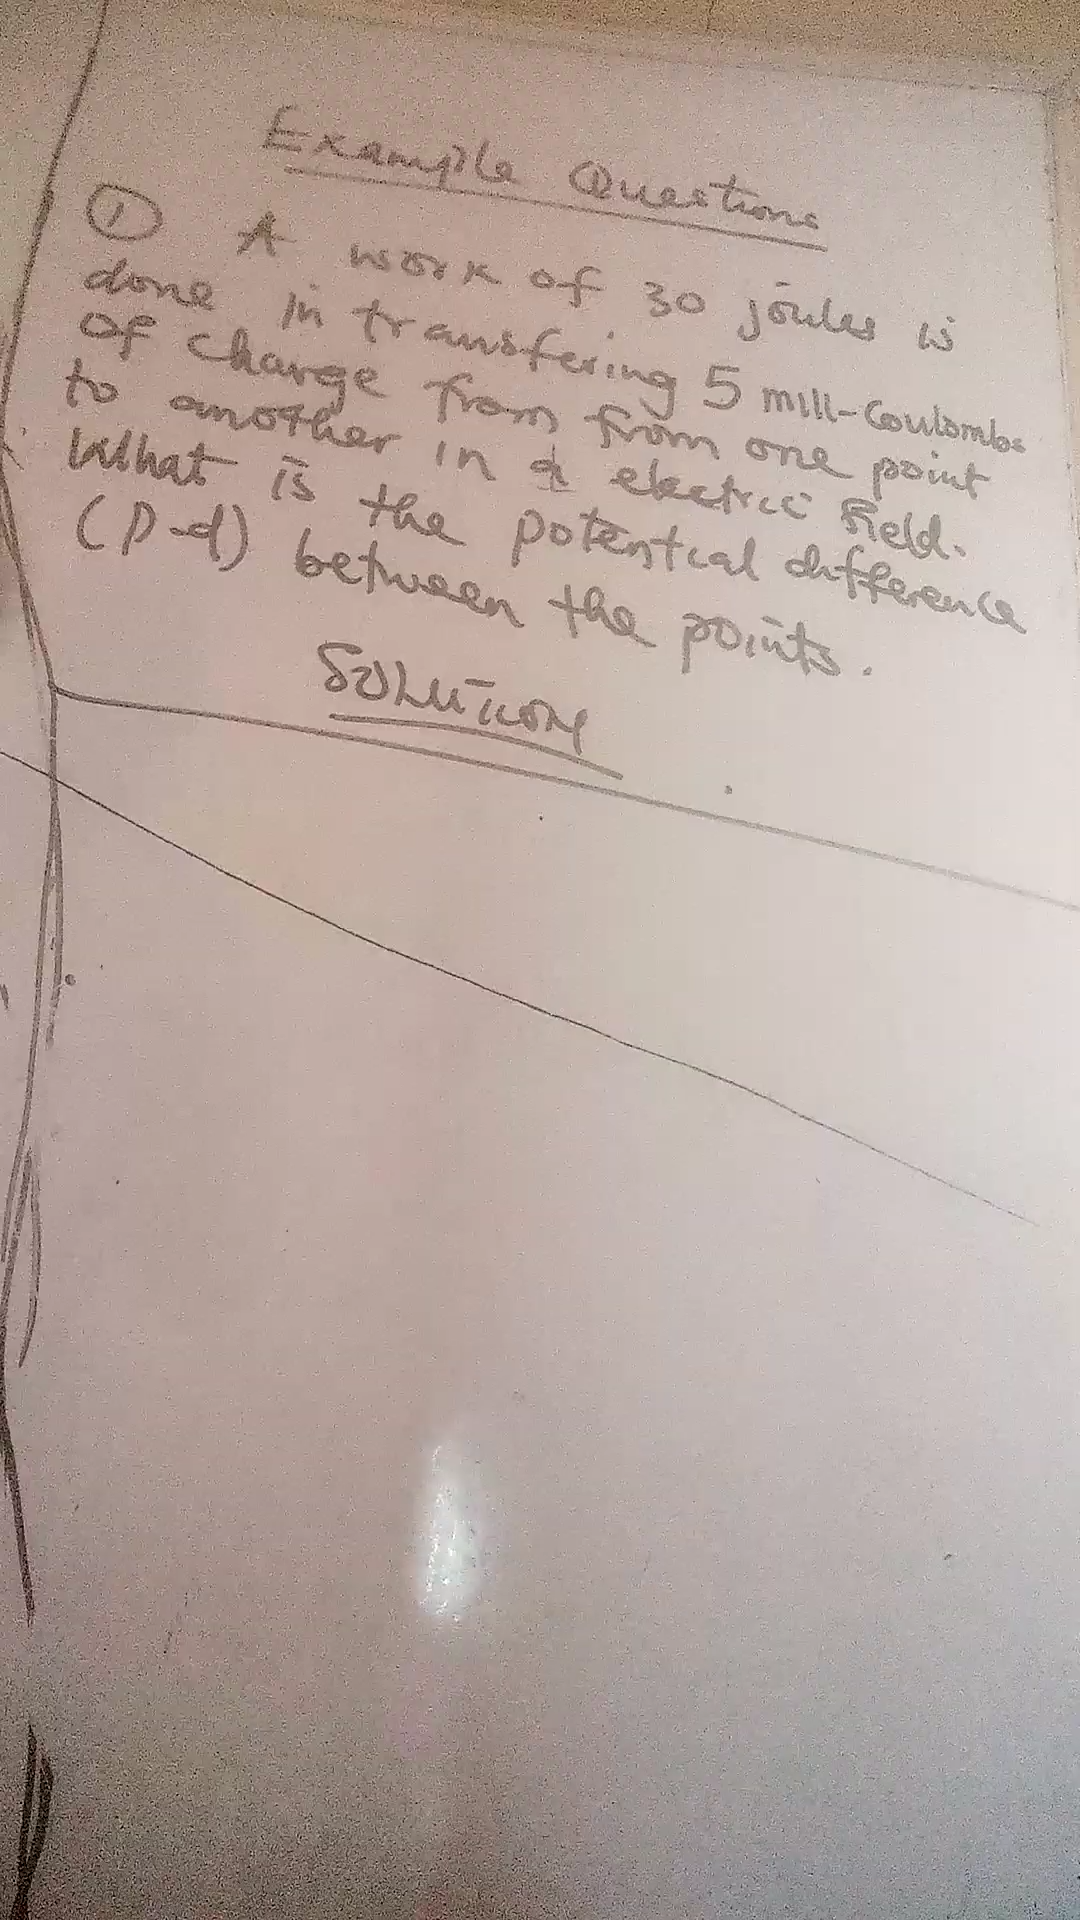 Example Questions
① A work of 30 joules is
done in transfering 5 mill-Coulombs
of charge from from one point
to another in a electric field.
What is the potential difference
(p-d) between the points.
SOLUTION